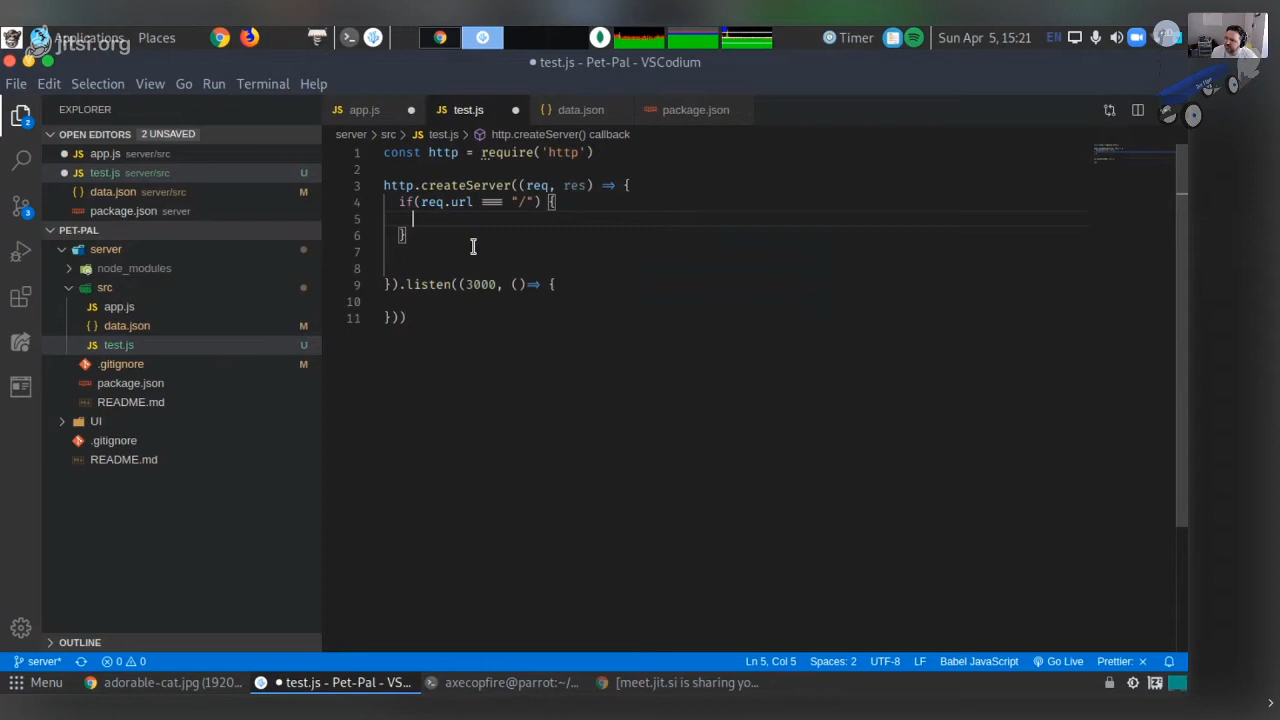 jitsi.org
Applications Places
Timer
Sun Apr 5, 15:21
EN
test.js - Pet-Pal - VSCodium
File Edit Selection View Go Run Terminal Help
EXPLORER
OPEN EDITORS 2 UNSAVED
app.js server/src
test.js server/src U
data.json server/src M
package.json server
PET-PAL
server
node_modules
src
app.js
data.json M
test.js U
.gitignore M
package.json
README.md
UI
.gitignore
README.md
OUTLINE
app.js test.js data.json package.json
server > src > test.js > http.createServer() callback
1 const http = require('http')
2
3 http.createServer((req, res) => {
4 if(req.url === "/") {
5
6 }
7
8
9 }).listen((3000, ()=> {
10
11 }))
server* 0 0 Ln 5, Col 5 Spaces: 2 UTF-8 LF Babel JavaScript Go Live Prettier: ×
Menu adorable-cat.jpg (1920... test.js - Pet-Pal - VS... axecopfire@parrot: ~/... [meet.jit.si is sharing yo...